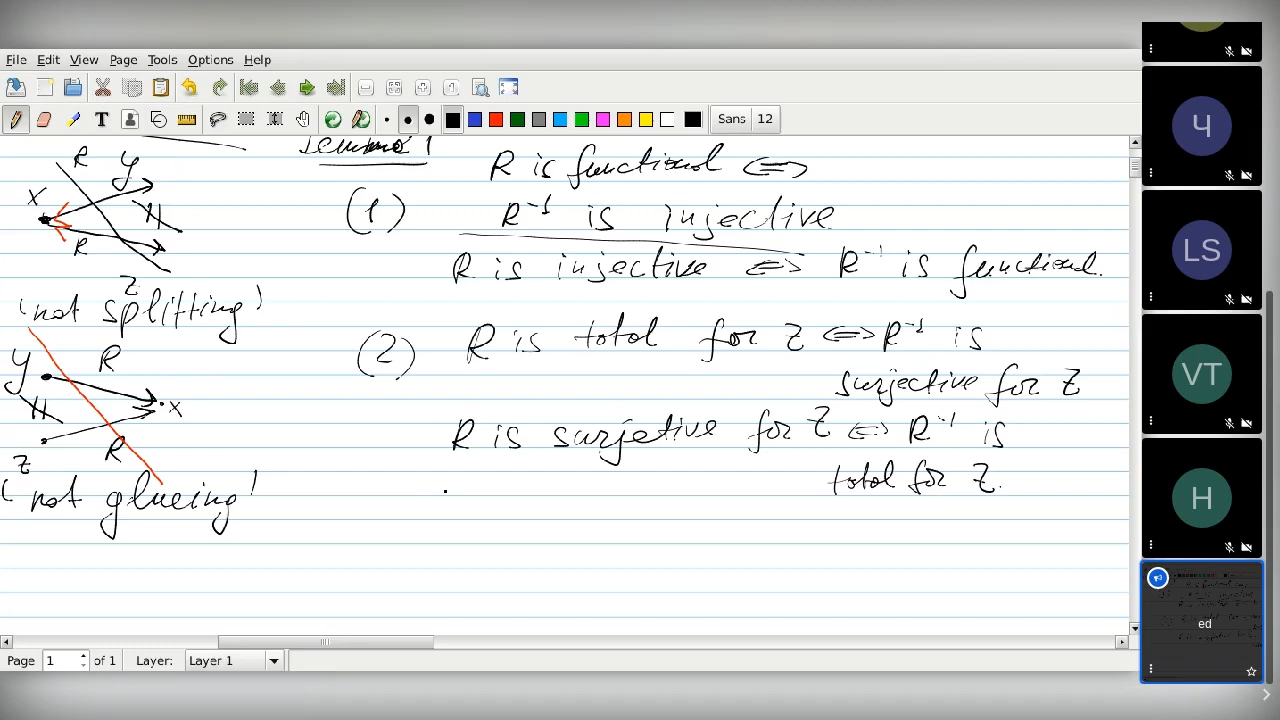 File Edit View Page Tools Options Help
Sans 12
Lemma 1
R is functional ⇔
(1) R⁻¹ is injective
R is injective ⇔ R⁻¹ is functional.
(2) R is total for Z ⇔ R⁻¹ is
surjective for Z
R is surjective for Z ⇔ R⁻¹ is
total for Z.
R
y
x
R
Z
(not splitting)
y R
x
R
Z
(not glueing)
Page 1 of 1 Layer: Layer 1
Ч
LS
VT
H
ed